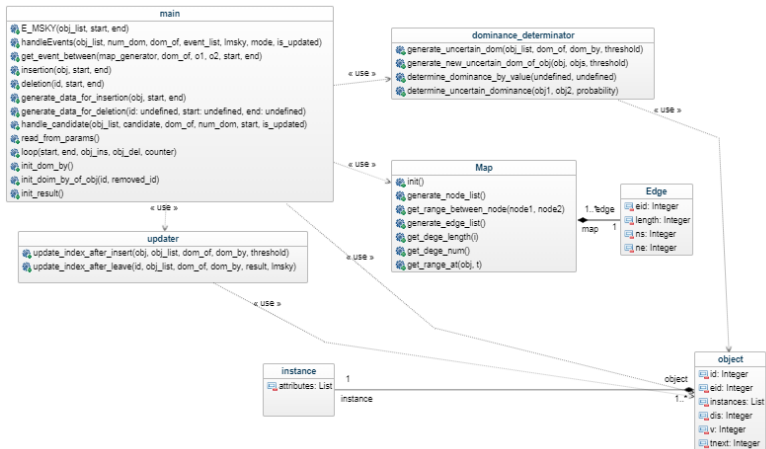 main
E_MSKY(obj_list, start, end)
handleEvents(obj_list, num_dom, dom_of, event_list, lmsky, mode, is_updated)
get_event_between(map_generator, dom_of, o1, o2, start, end)
insertion(obj, start, end)
deletion(id, start, end)
generate_data_for_insertion(obj, start, end)
generate_data_for_deletion(id: undefined, start: undefined, end: undefined)
handle_candidate(obj_list, candidate, dom_of, num_dom, start, is_updated)
read_from_params()
loop(start, end, obj_ins, obj_del, counter)
init_dom_by()
init_doim_by_of_obj(id, removed_id)
init_result()
« use »
dominance_determinator
generate_uncertain_dom(obj_list, dom_of, dom_by, threshold)
generate_new_uncertain_dom_of_obj(obj, objs, threshold)
determine_dominance_by_value(undefined, undefined)
determine_uncertain_dominance(obj1, obj2, probability)
« use »
« use »
Map
init()
generate_node_list()
get_range_between_node(node1, node2)
generate_edge_list()
get_dege_length(i)
get_dege_num()
get_range_at(obj, t)
1..*
edge
map
1
Edge
eid: Integer
length: Integer
ns: Integer
ne: Integer
« use »
updater
update_index_after_insert(obj, obj_list, dom_of, dom_by, threshold)
update_index_after_leave(id, obj_list, dom_of, dom_by, result, lmsky)
« use »
« use »
instance
attributes: List
1
instance
object
1..*
object
id: Integer
eid: Integer
instances: List
dis: Integer
v: Integer
tnext: Integer